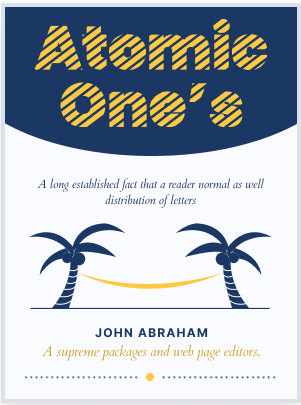 Atomic
One's
A long established fact that a reader normal as well
distribution of letters
JOHN ABRAHAM
A supreme packages and web page editors.